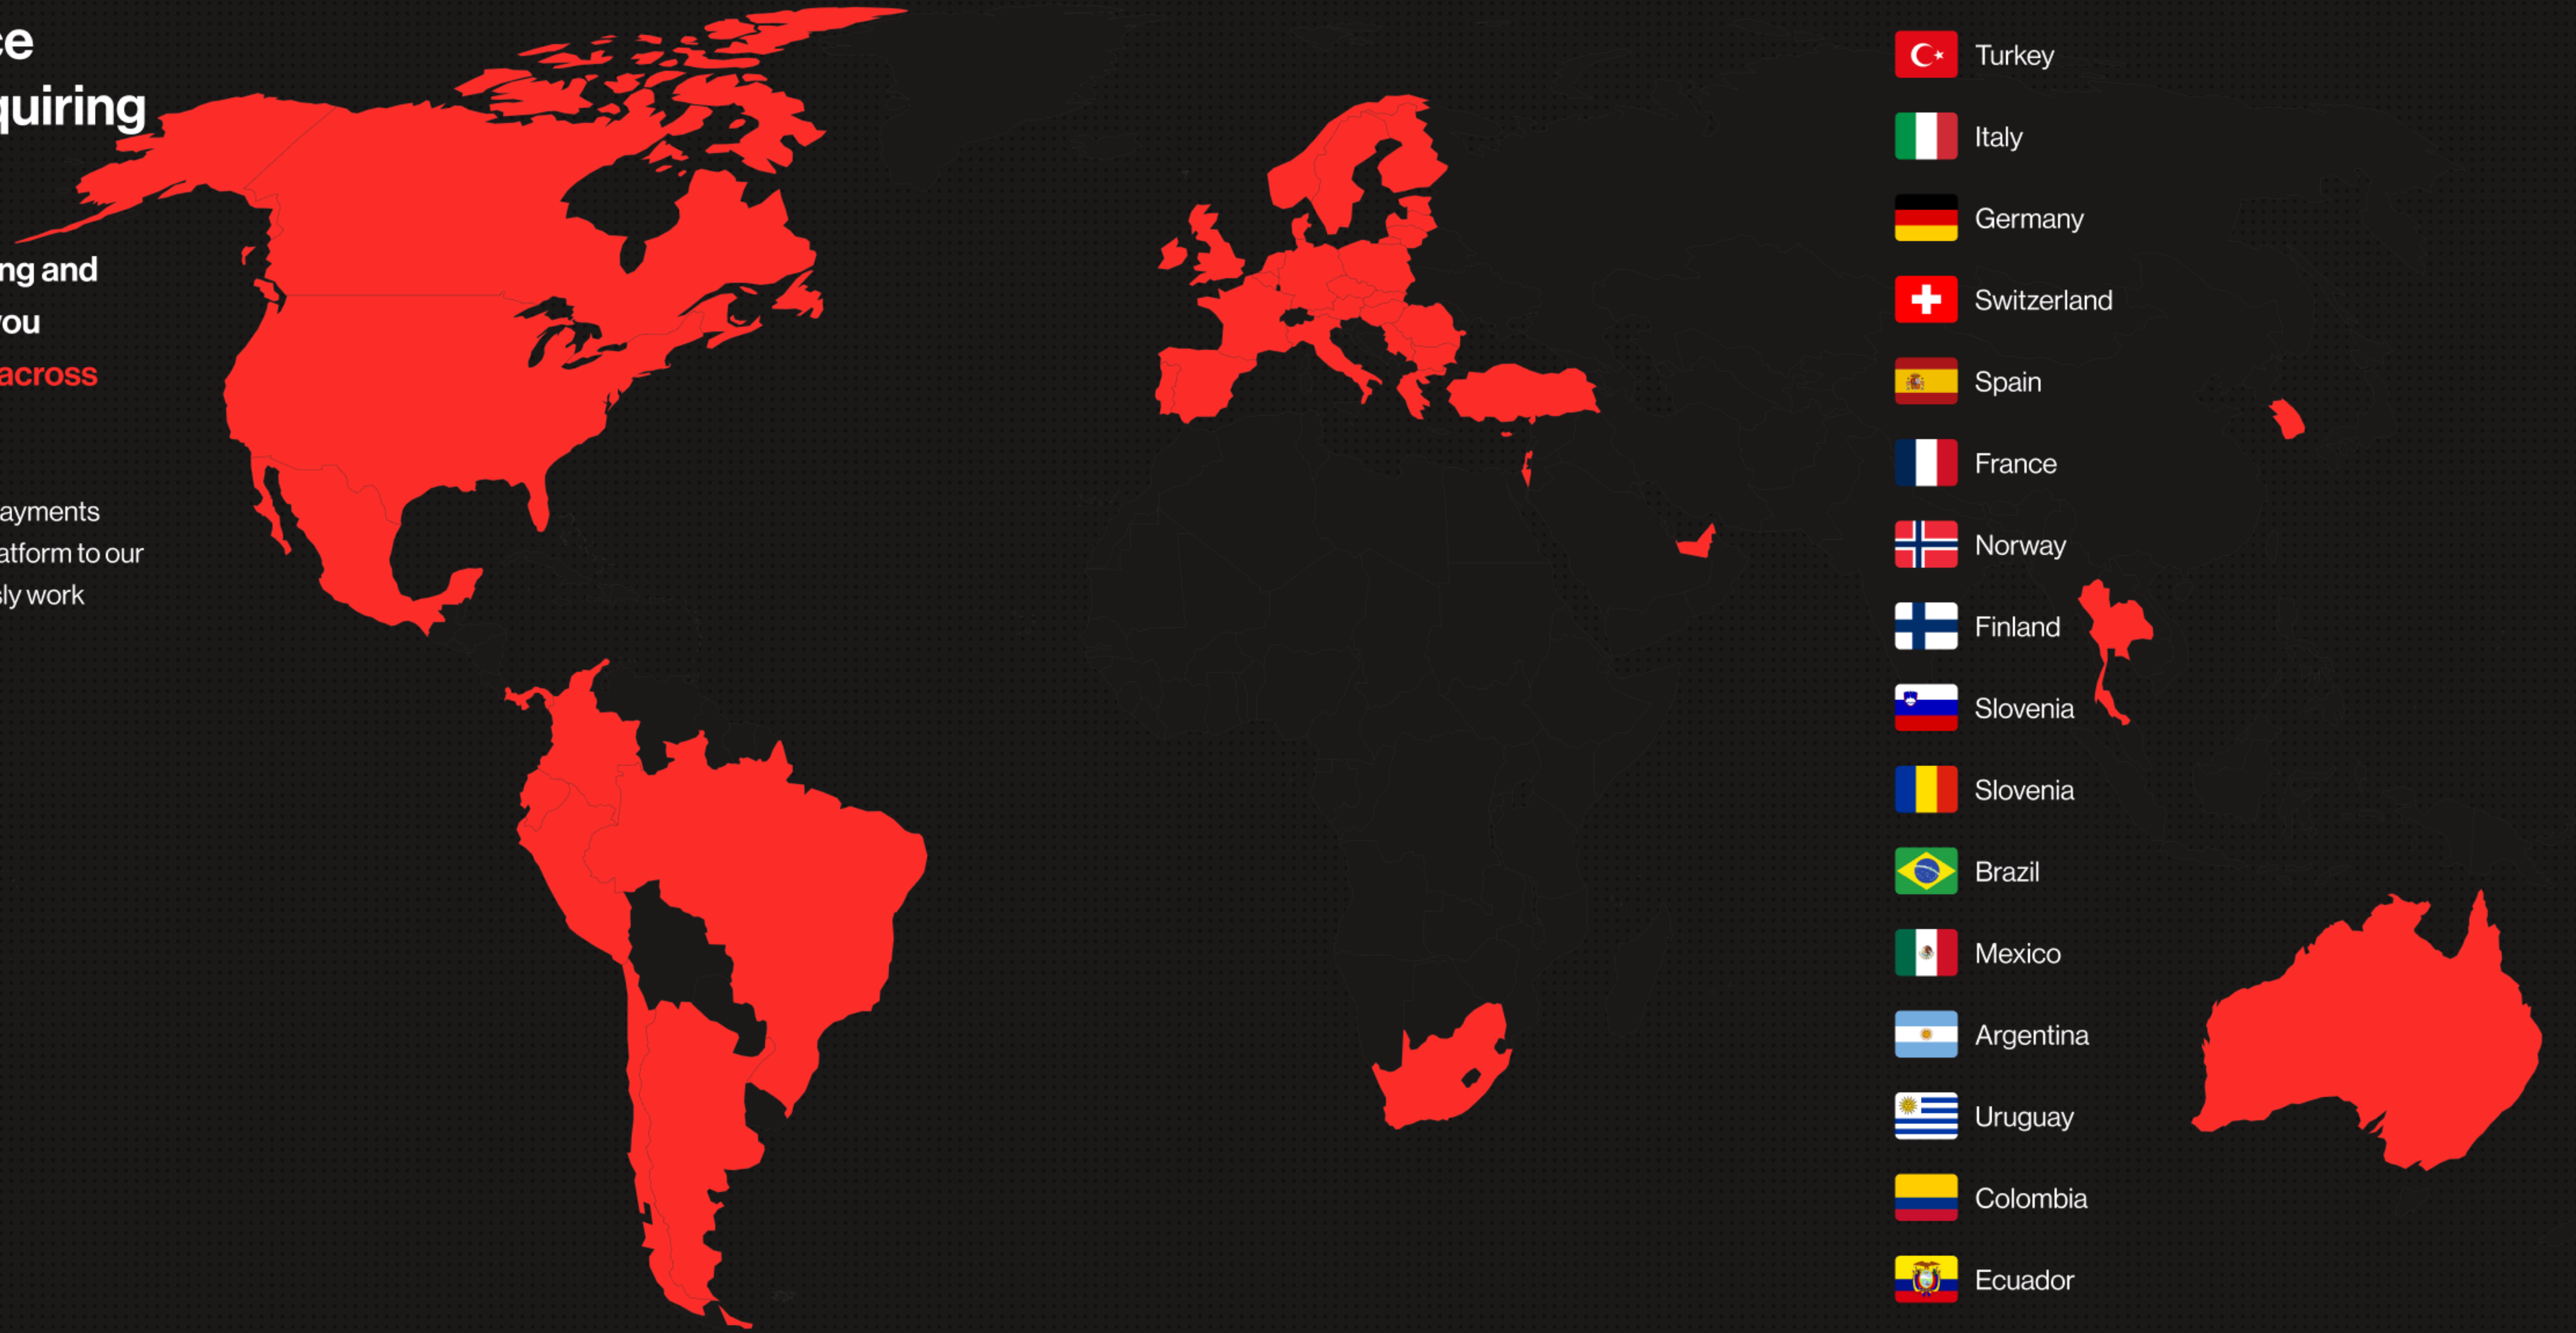 ce
quiring
ng and
you
across
ayments
atform to our
sly work
Turkey
Italy
Germany
Switzerland
Spain
France
Norway
Finland
Slovenia
Slovenia
Brazil
Mexico
Argentina
Uruguay
Colombia
Ecuador